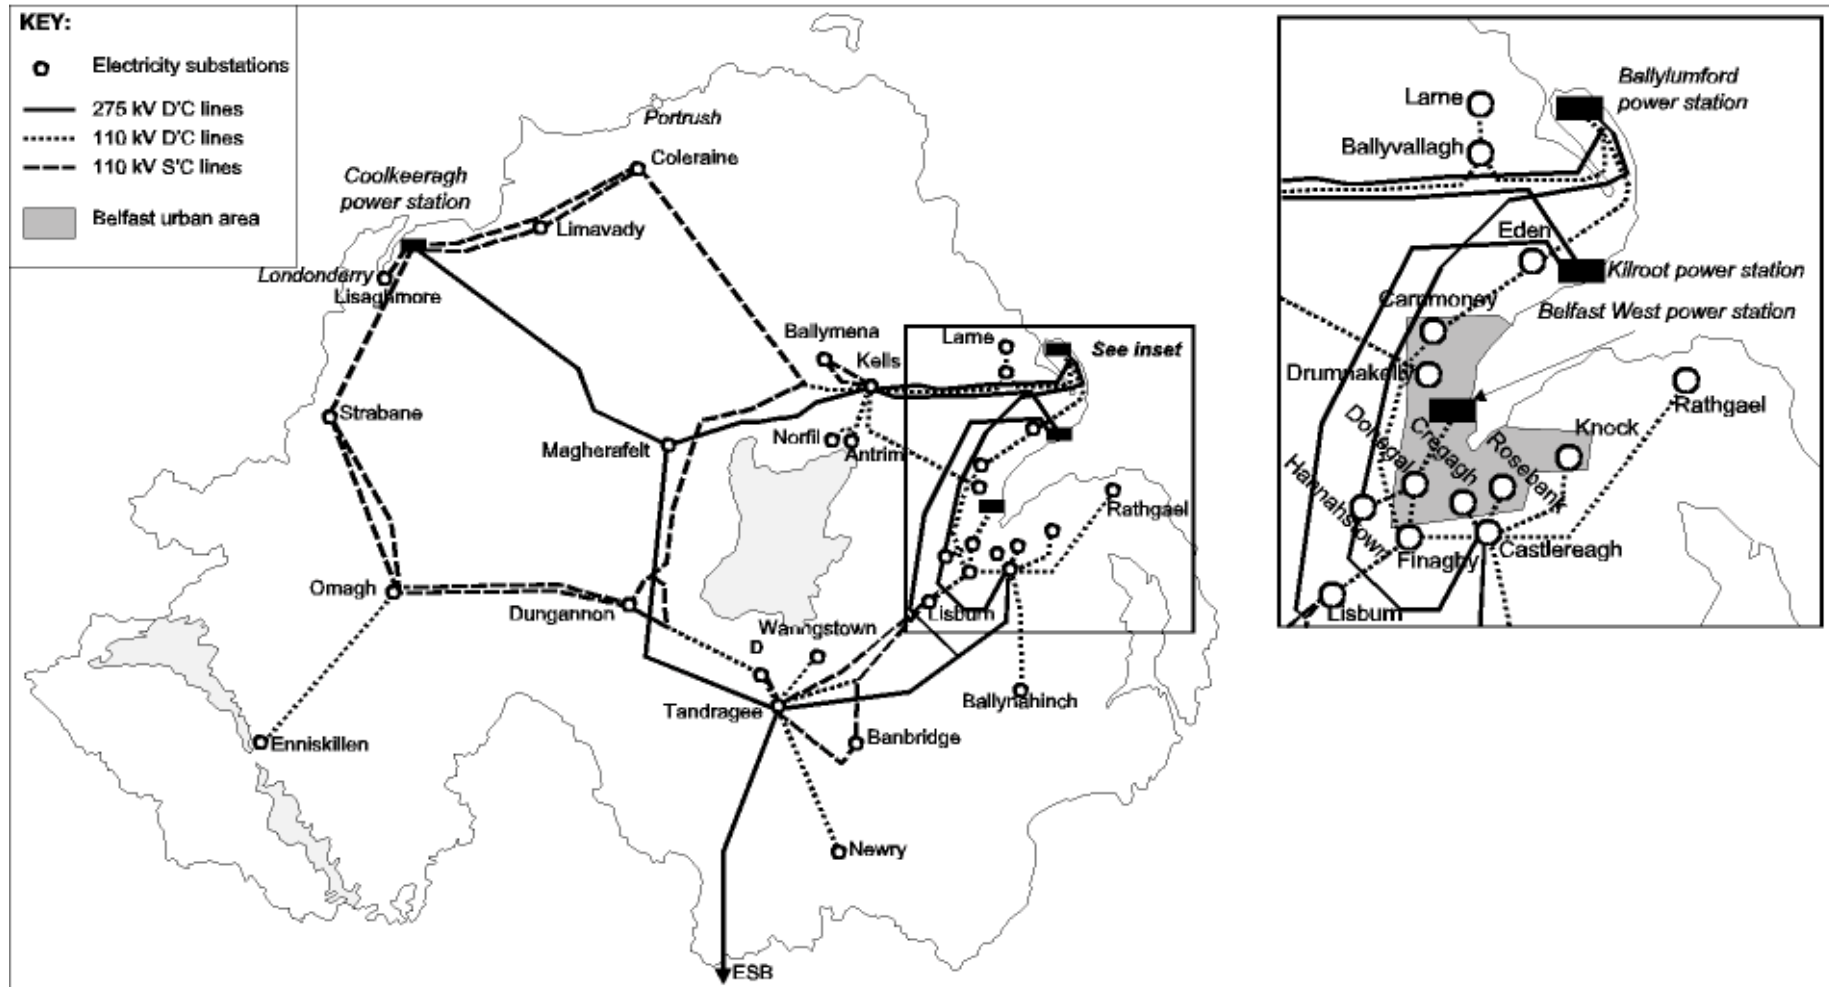 KEY:
Electricity substations
275 kV D'C lines
110 kV D'C lines
110 kV S'C lines
Belfast urban area
Portrush
Coleraine
Coolkeeragh
power station
Limavady
Londonderry
Lisaghmore
Ballymena
Kells
Larne
See inset
Strabane
Magherafelt
Norfil
Antrim
Rathgael
Omagh
Dungannon
Lisburn
Waringstown
D
Tandragee
Ballynahinch
Enniskillen
Banbridge
Newry
ESB
Ballylumford
power station
Larne
Ballyvallagh
Eden
Kilroot power station
Carnmoney
Belfast West power station
Drumnakelly
Rathgael
Donegal
Cregagh
Rosebank
Knock
Hannahstown
Finaghy
Castlereagh
Lisburn